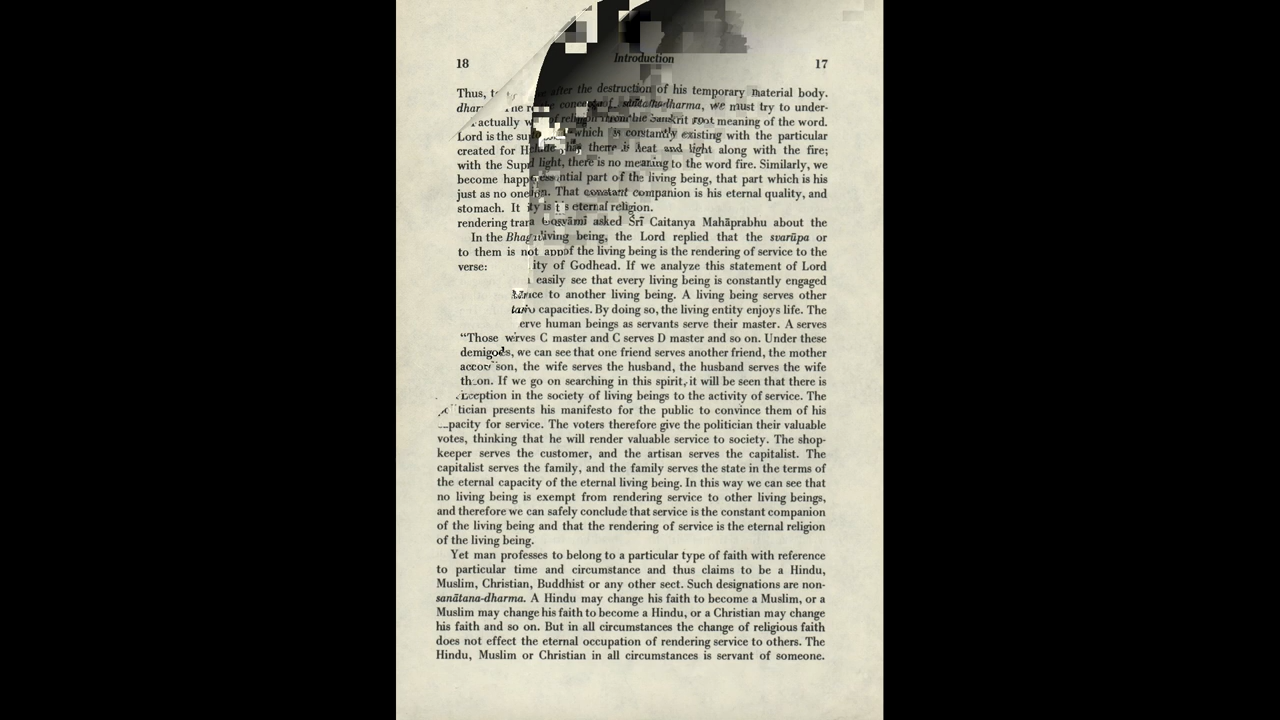 18 Introduction 17
Thus, after the destruction of his temporary material body.
dhar concept of sanātana-dharma, we must try to under-
actually of religion from the Sanskrit root meaning of the word.
Lord is the sup which is constantly existing with the particular
created for H there is heat and light along with the fire;
with the Sup light, there is no meaning to the word fire. Similarly, we
become happ essential part of the living being, that part which is his
just as no one That constant companion is his eternal quality, and
stomach. It ity is its eternal religion.
rendering tran Gosvāmī asked Śrī Caitanya Mahāprabhu about the
In the Bhag living being, the Lord replied that the svarūpa or
to them is not app of the living being is the rendering of service to the
verse: ity of Godhead. If we analyze this statement of Lord
easily see that every living being is constantly engaged
to another living being. A living being serves other
capacities. By doing so, the living entity enjoys life. The
erve human beings as servants serve their master. A serves
"Those w rves C master and C serves D master and so on. Under these
demigods, we can see that one friend serves another friend, the mother
accor son, the wife serves the husband, the husband serves the wife
th on. If we go on searching in this spirit, it will be seen that there is
ception in the society of living beings to the activity of service. The
tician presents his manifesto for the public to convince them of his
pacity for service. The voters therefore give the politician their valuable
votes, thinking that he will render valuable service to society. The shop-
keeper serves the customer, and the artisan serves the capitalist. The
capitalist serves the family, and the family serves the state in the terms of
the eternal capacity of the eternal living being. In this way we can see that
no living being is exempt from rendering service to other living beings,
and therefore we can safely conclude that service is the constant companion
of the living being and that the rendering of service is the eternal religion
of the living being.
Yet man professes to belong to a particular type of faith with reference
to particular time and circumstance and thus claims to be a Hindu,
Muslim, Christian, Buddhist or any other sect. Such designations are non-
sanātana-dharma. A Hindu may change his faith to become a Muslim, or a
Muslim may change his faith to become a Hindu, or a Christian may change
his faith and so on. But in all circumstances the change of religious faith
does not effect the eternal occupation of rendering service to others. The
Hindu, Muslim or Christian in all circumstances is servant of someone.